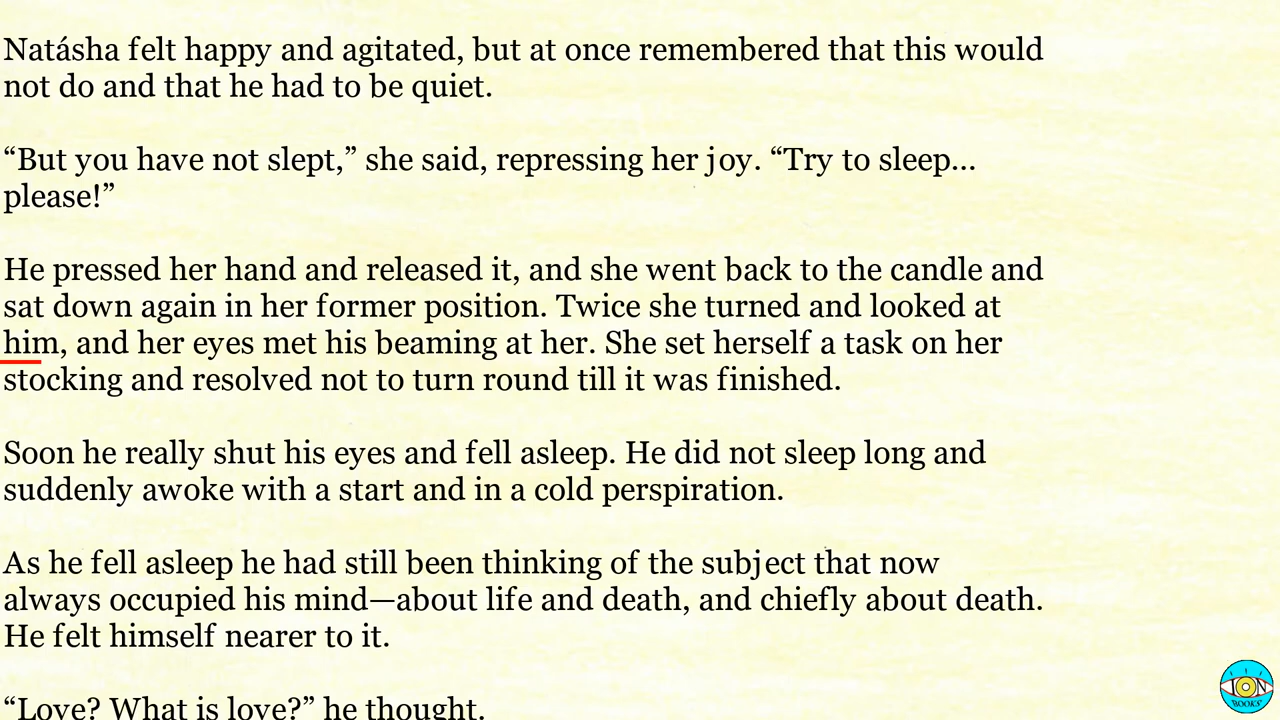 Natásha felt happy and agitated, but at once remembered that this would
not do and that he had to be quiet.
“But you have not slept,” she said, repressing her joy. “Try to sleep...
please!”
He pressed her hand and released it, and she went back to the candle and
sat down again in her former position. Twice she turned and looked at
him, and her eyes met his beaming at her. She set herself a task on her
stocking and resolved not to turn round till it was finished.
Soon he really shut his eyes and fell asleep. He did not sleep long and
suddenly awoke with a start and in a cold perspiration.
As he fell asleep he had still been thinking of the subject that now
always occupied his mind—about life and death, and chiefly about death.
He felt himself nearer to it.
“Love? What is love?” he thought.
ION
BOOKS